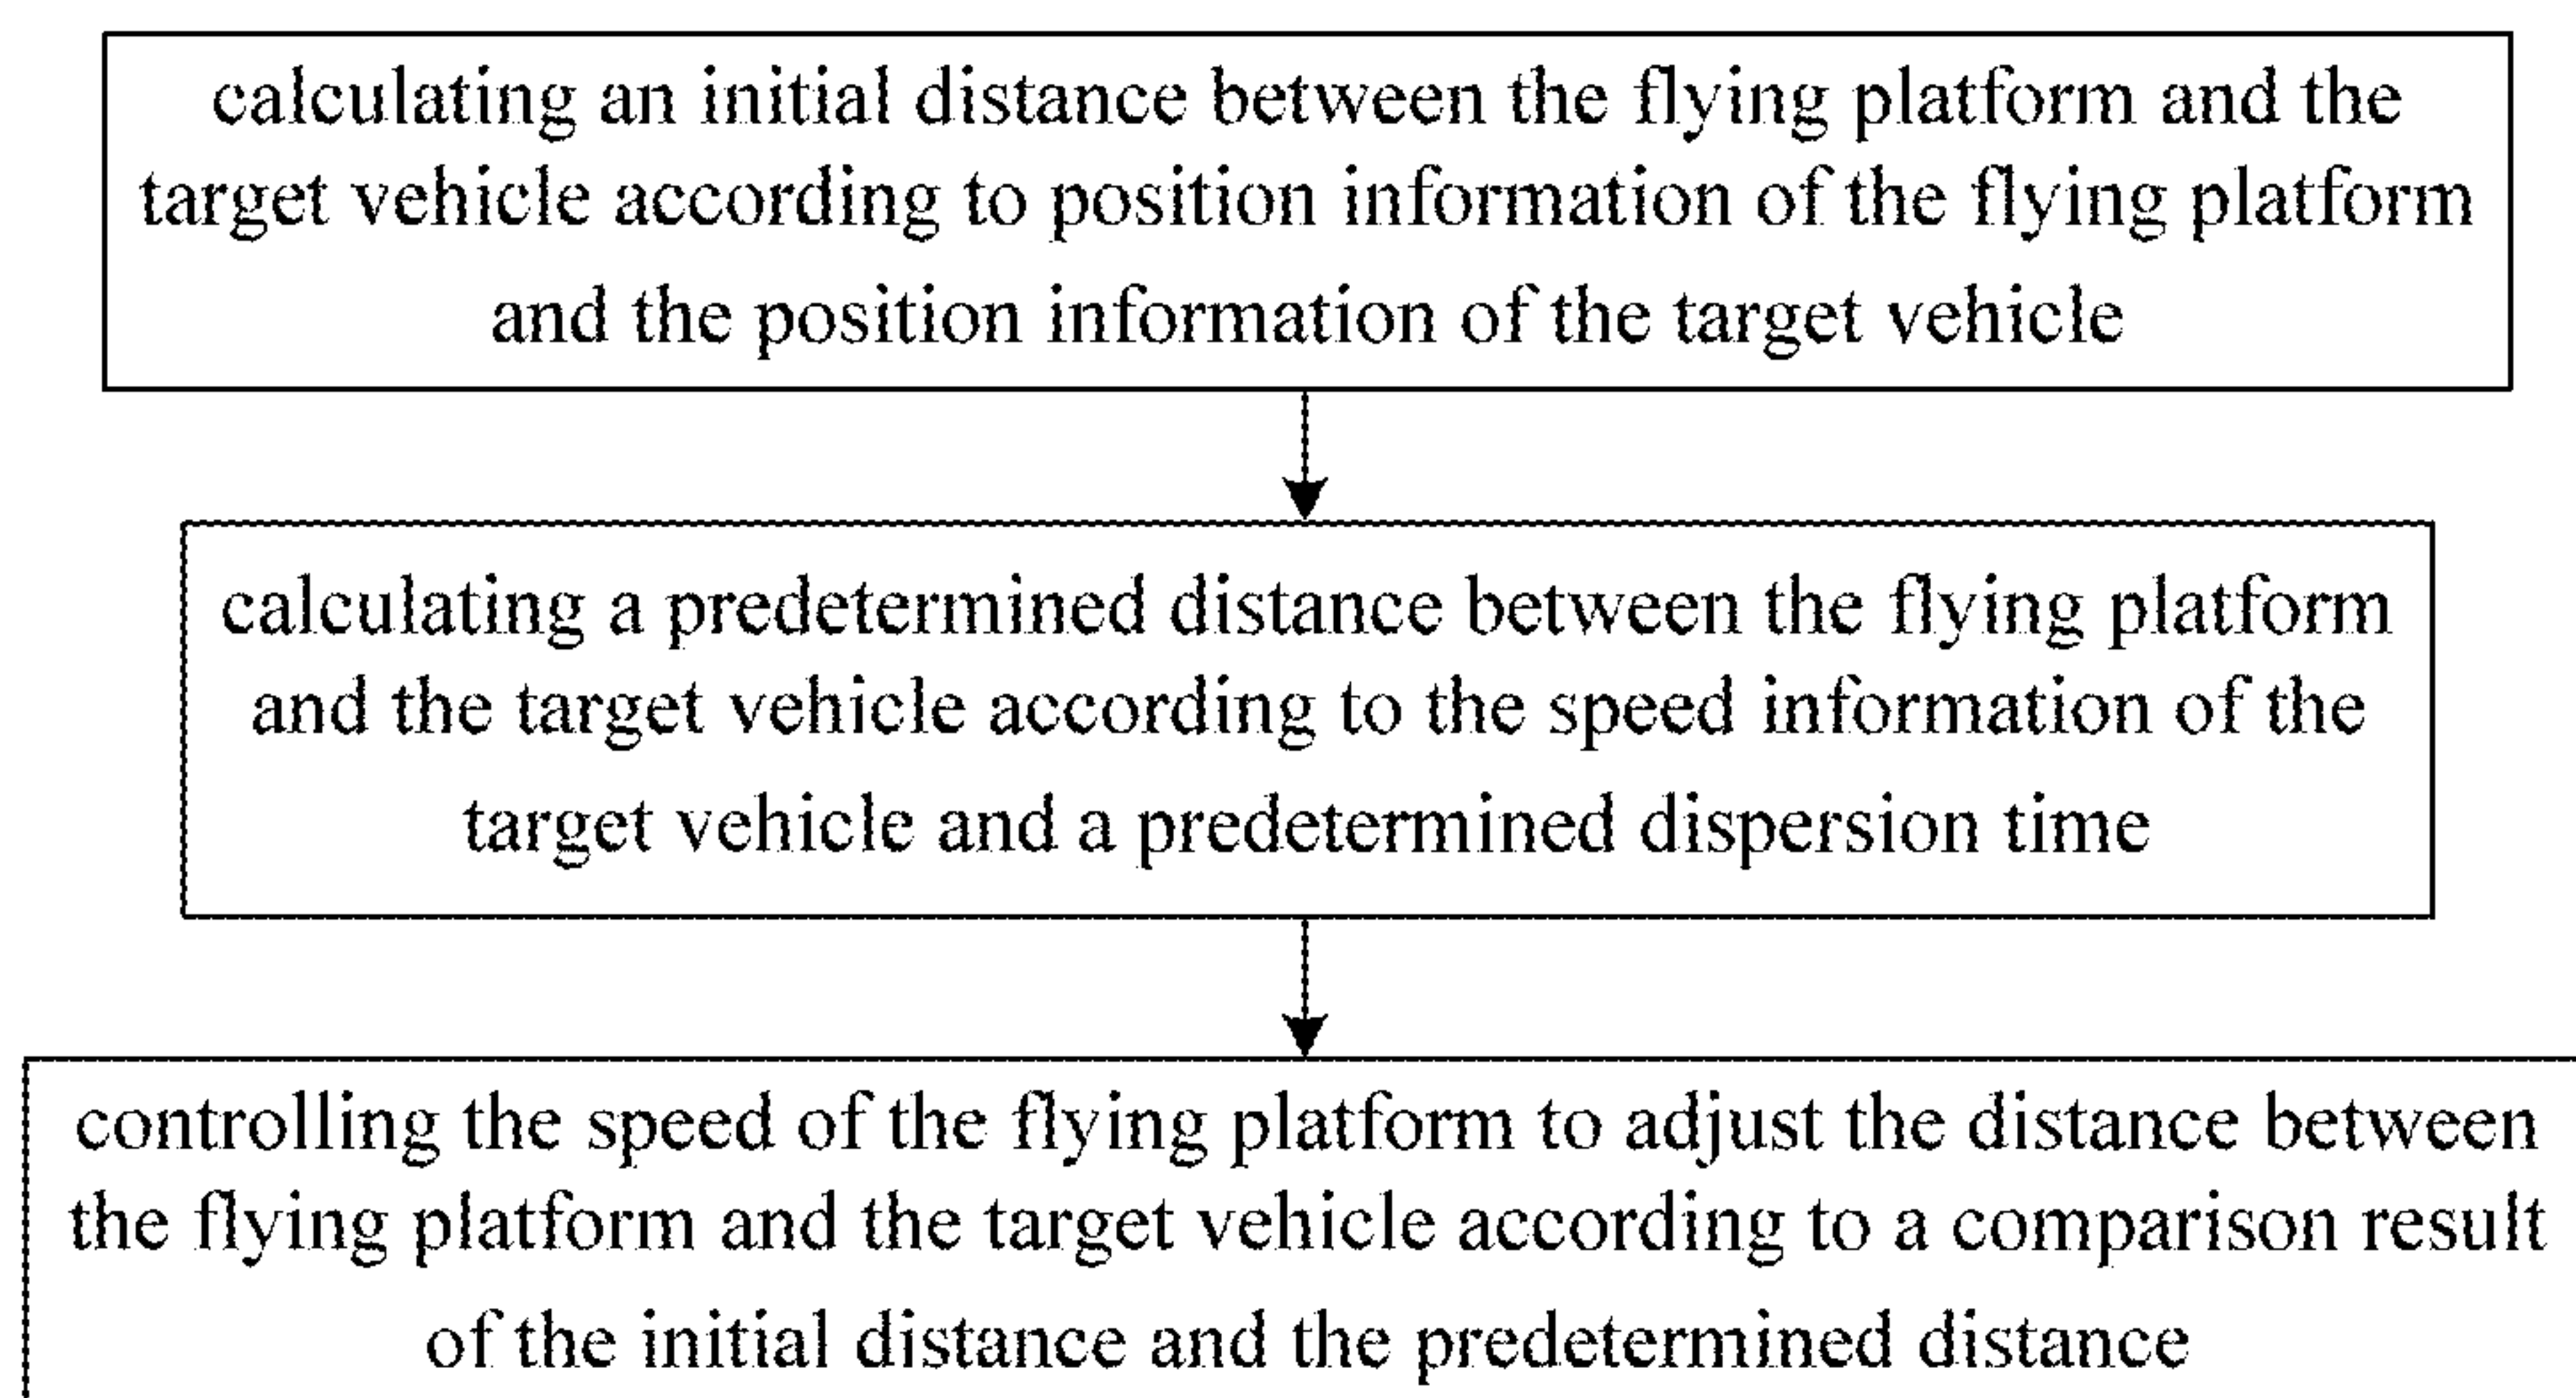 calculating an initial distance between the flying platform and the
target vehicle according to position information of the flying platform
and the position information of the target vehicle
calculating a predetermined distance between the flying platform
and the target vehicle according to the speed information of the
target vehicle and a predetermined dispersion time
controlling the speed of the flying platform to adjust the distance between
the flying platform and the target vehicle according to a comparison result
of the initial distance and the predetermined distance